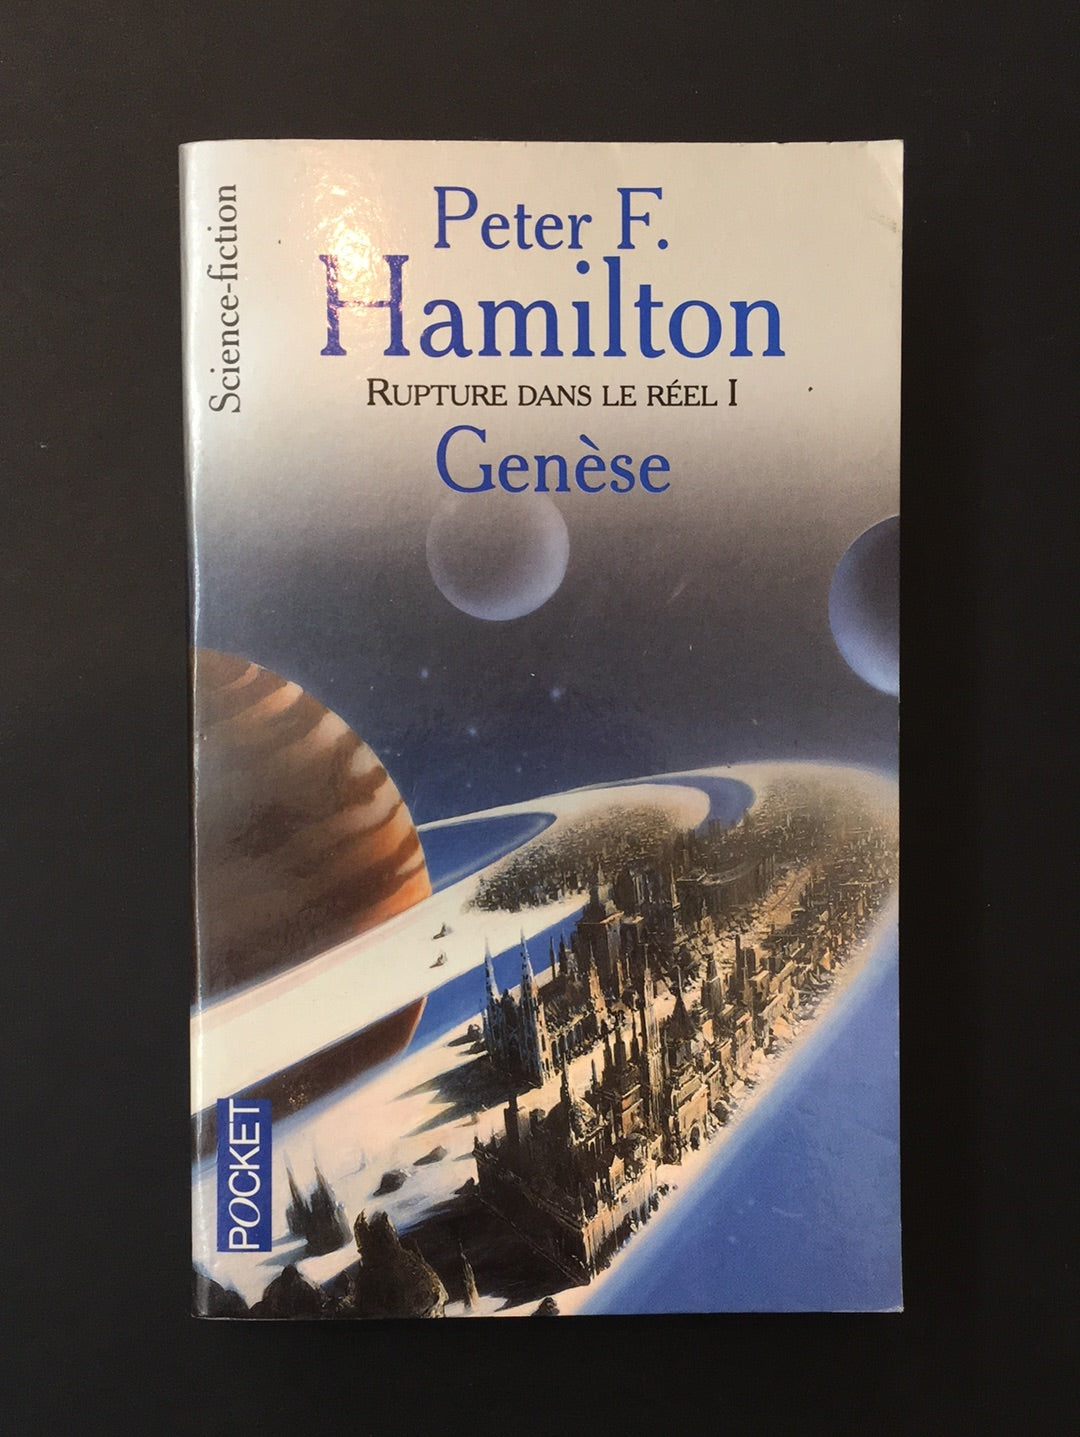 Science-fiction
Peter F.
Hamilton
RUPTURE DANS LE RÉEL I
Genèse
POCKET